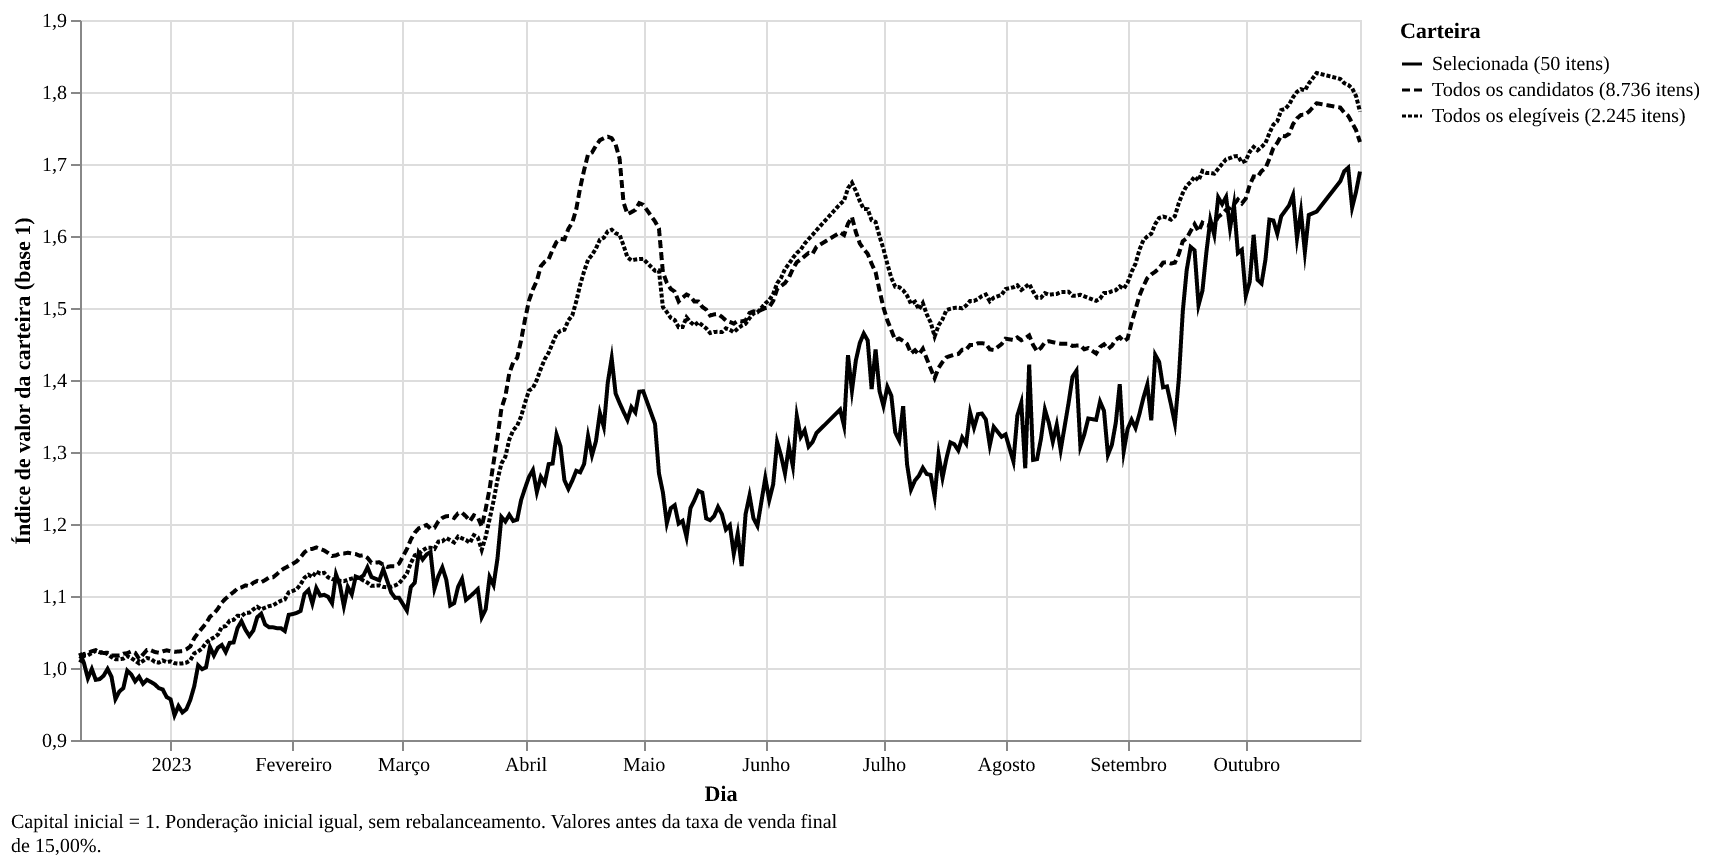 Índice de valor da carteira (base 1)
1,9
1,8
1,7
1,6
1,5
1,4
1,3
1,2
1,1
1,0
0,9
2023
Fevereiro
Março
Abril
Maio
Junho
Julho
Agosto
Setembro
Outubro
Dia
Carteira
Selecionada (50 itens)
Todos os candidatos (8.736 itens)
Todos os elegíveis (2.245 itens)
Capital inicial = 1. Ponderação inicial igual, sem rebalanceamento. Valores antes da taxa de venda final
de 15,00%.